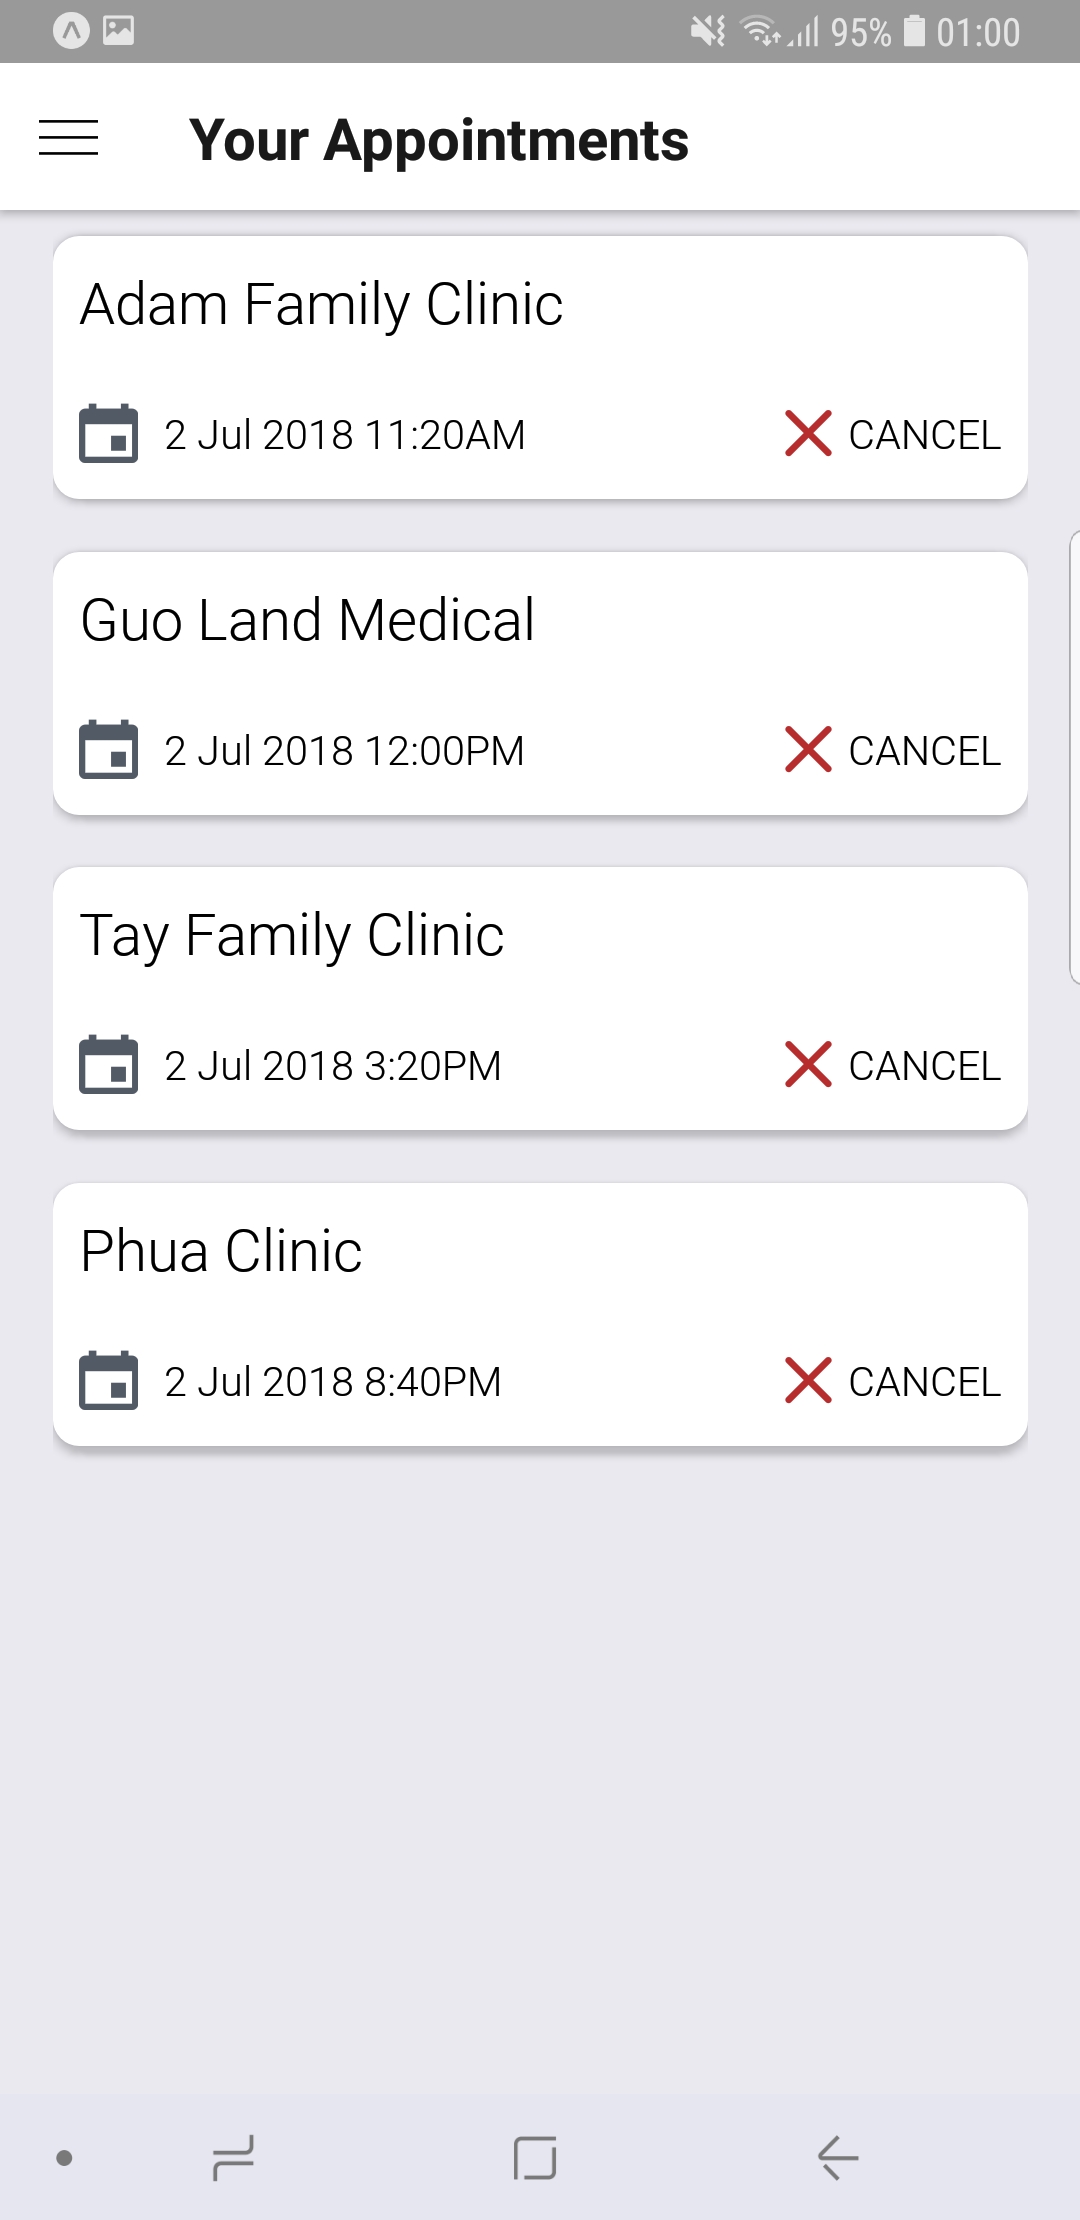 95% 01:00
Your Appointments
Adam Family Clinic
2 Jul 2018 11:20AM CANCEL
Guo Land Medical
2 Jul 2018 12:00PM CANCEL
Tay Family Clinic
2 Jul 2018 3:20PM CANCEL
Phua Clinic
2 Jul 2018 8:40PM CANCEL